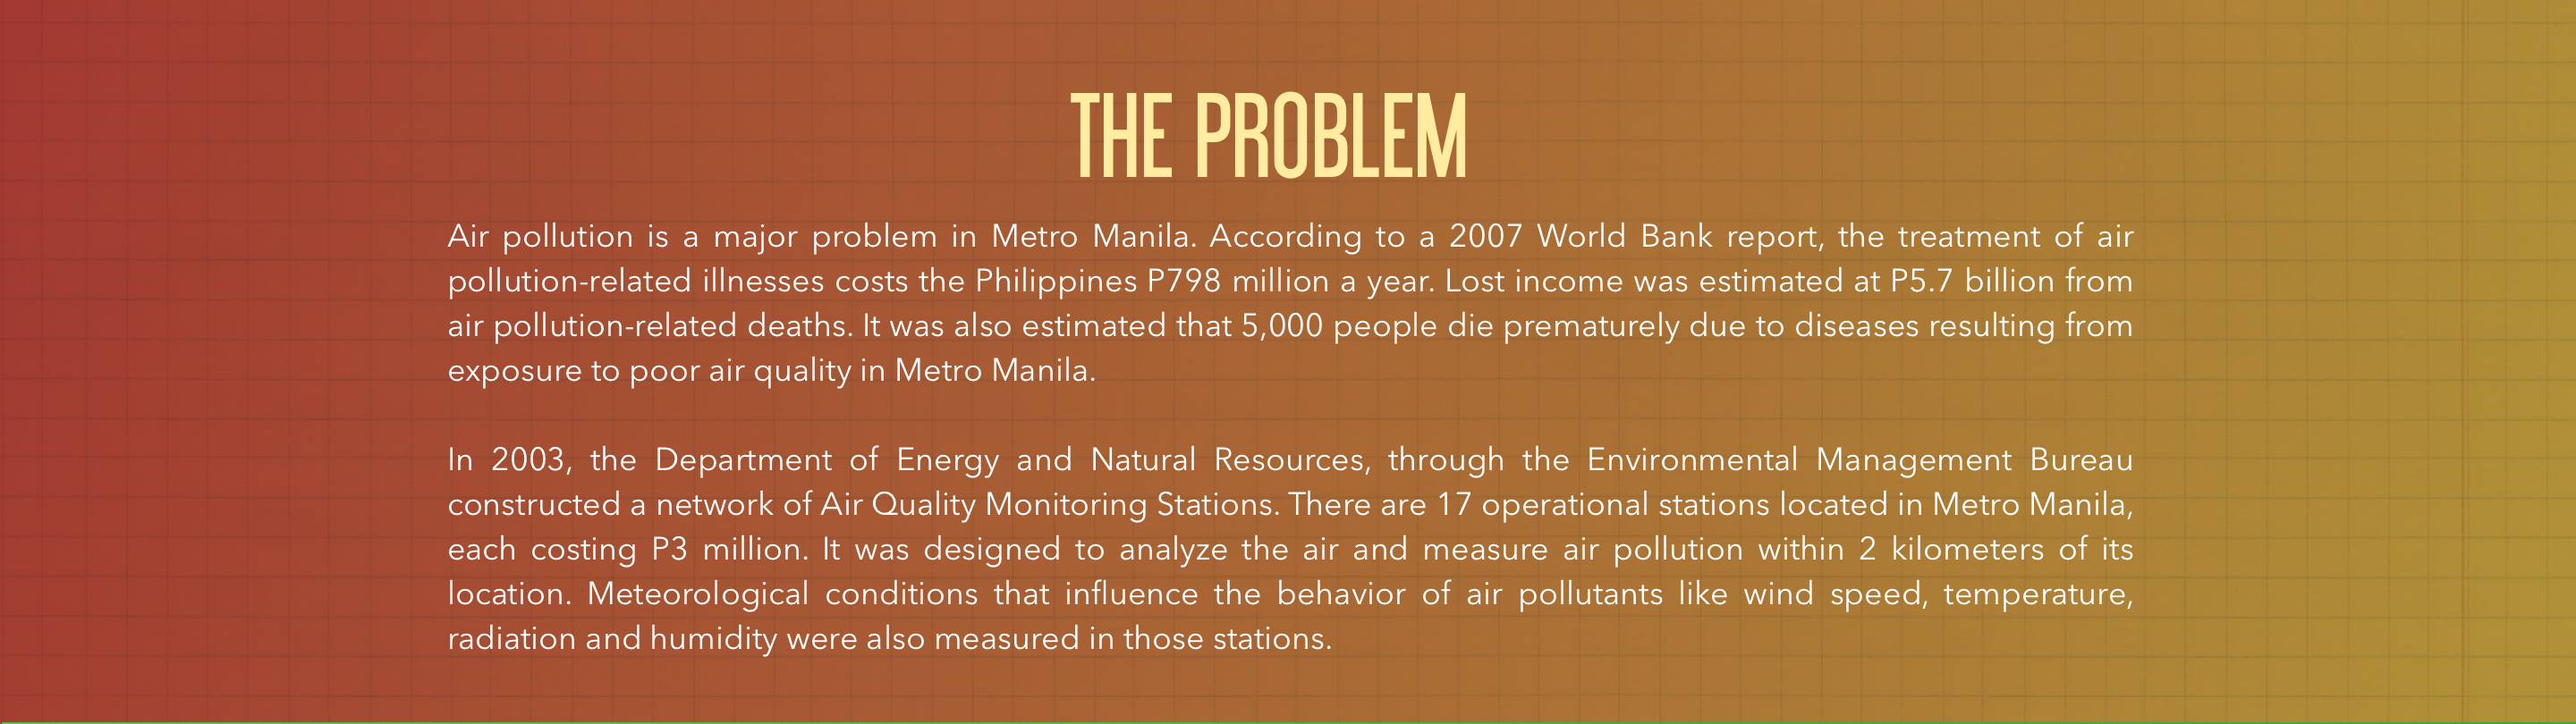 THE PROBLEM
Air pollution is a major problem in Metro Manila. According to a 2007 World Bank report, the treatment of air
pollution-related illnesses costs the Philippines P798 million a year. Lost income was estimated at P5.7 billion from
air pollution-related deaths. It was also estimated that 5,000 people die prematurely due to diseases resulting from
exposure to poor air quality in Metro Manila.
In 2003, the Department of Energy and Natural Resources, through the Environmental Management Bureau
constructed a network of Air Quality Monitoring Stations. There are 17 operational stations located in Metro Manila,
each costing P3 million. It was designed to analyze the air and measure air pollution within 2 kilometers of its
location. Meteorological conditions that influence the behavior of air pollutants like wind speed, temperature,
radiation and humidity were also measured in those stations.